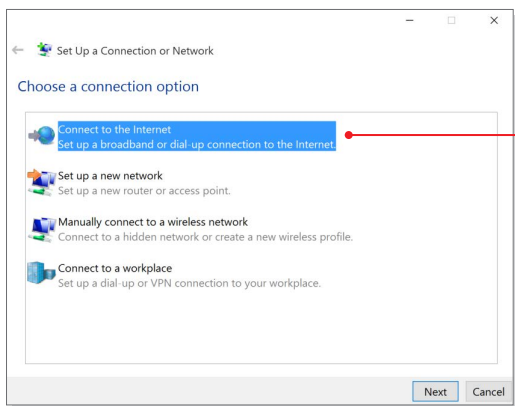 Set Up a Connection or Network
Choose a connection option
Connect to the Internet
Set up a broadband or dial-up connection to the Internet.
Set up a new network
Set up a new router or access point.
Manually connect to a wireless network
Connect to a hidden network or create a new wireless profile.
Connect to a workplace
Set up a dial-up or VPN connection to your workplace.
Next Cancel